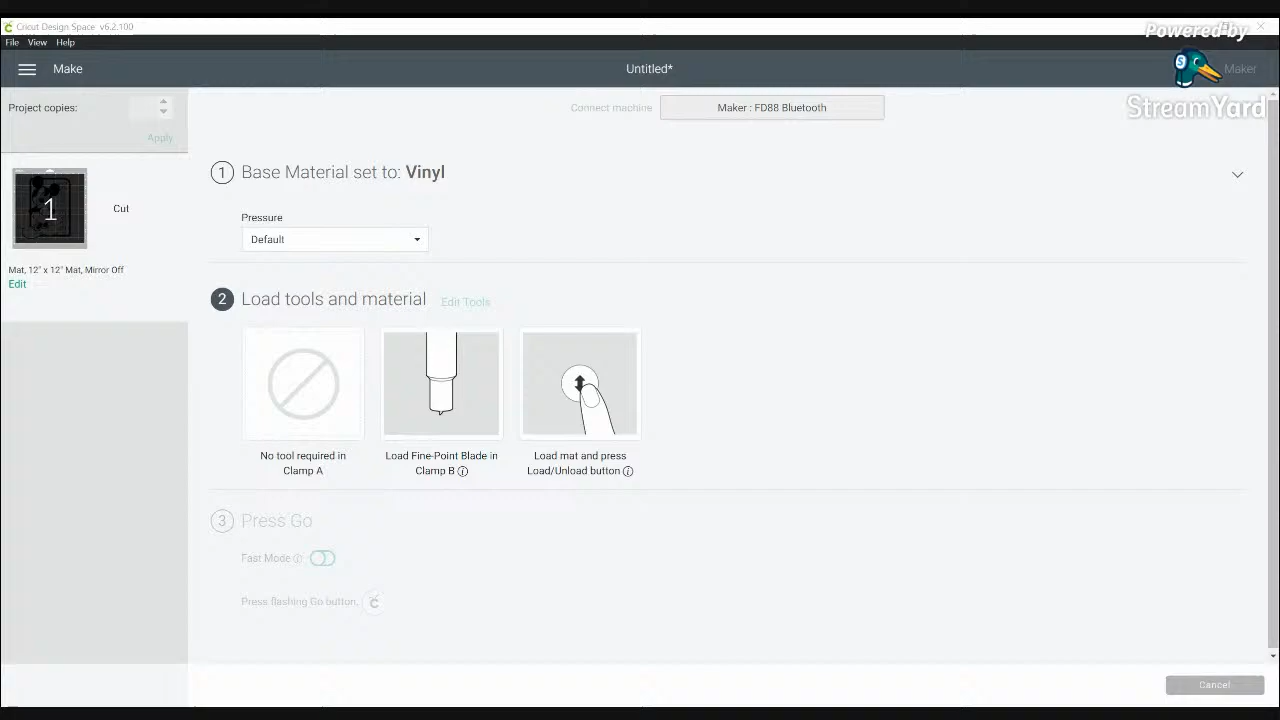 Cricut Design Space v6.2.100
File View Help
Powered by
StreamYard
Make
Untitled*
Maker
Project copies:
Apply
Connect machine
Maker : FD88 Bluetooth
1
Cut
Mat, 12" x 12" Mat, Mirror Off
Edit
1 Base Material set to: Vinyl
Pressure
Default
2 Load tools and material Edit Tools
No tool required in
Clamp A
Load Fine-Point Blade in
Clamp B
Load mat and press
Load/Unload button
3 Press Go
Fast Mode
Press flashing Go button.
Cancel